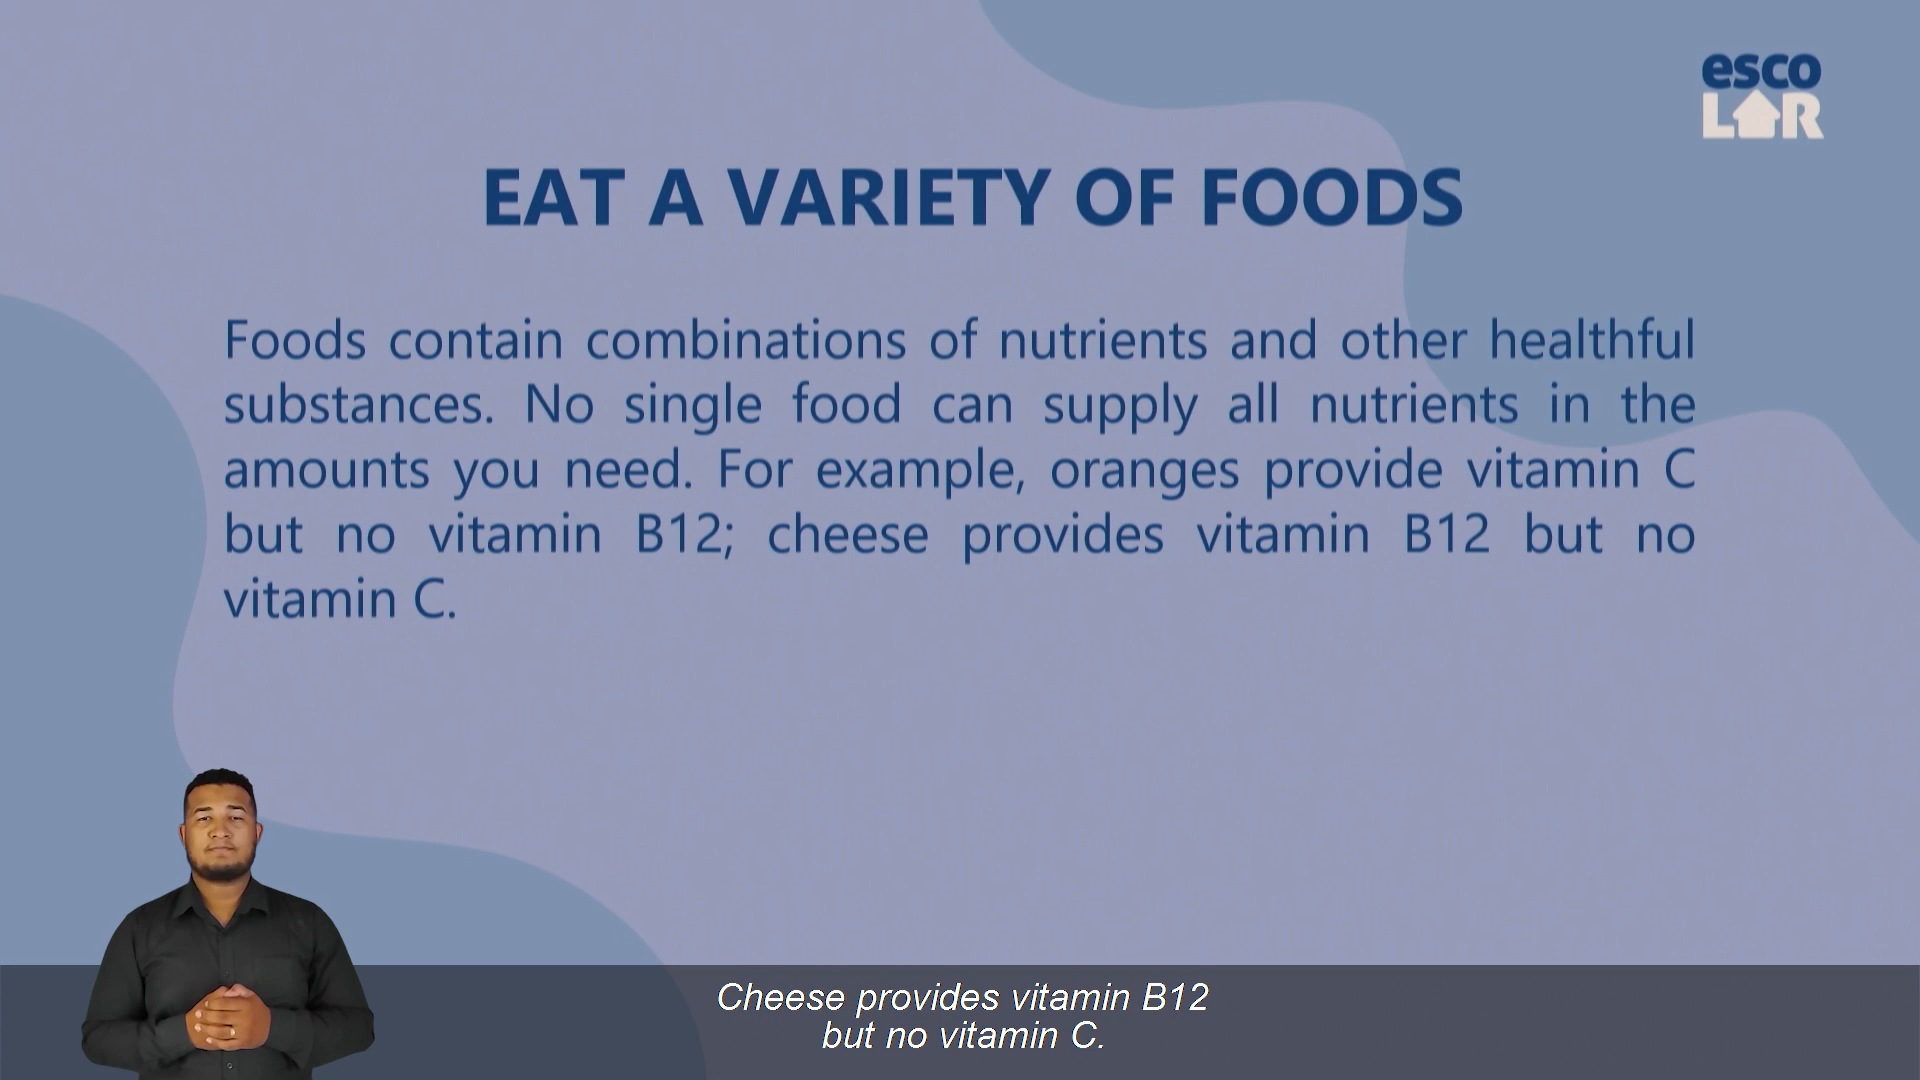 esco
LAR
EAT A VARIETY OF FOODS
Foods contain combinations of nutrients and other healthful
substances. No single food can supply all nutrients in the
amounts you need. For example, oranges provide vitamin C
but no vitamin B12; cheese provides vitamin B12 but no
vitamin C.
Cheese provides vitamin B12
but no vitamin C.